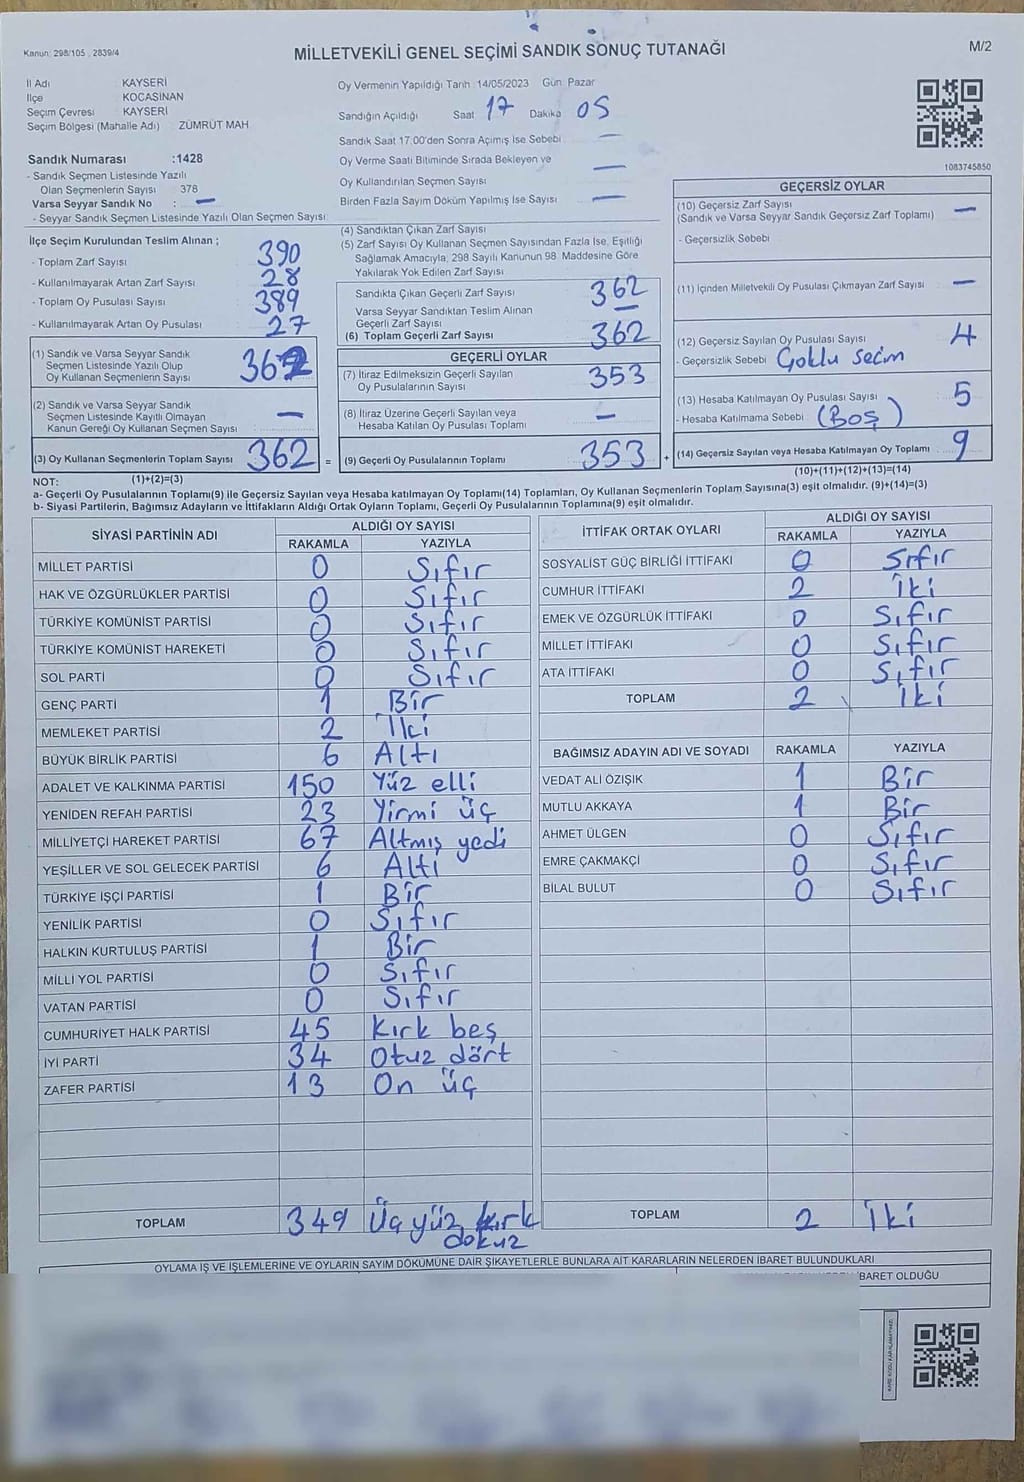 Kanun: 298/105 , 2839/4
MİLLETVEKİLİ GENEL SEÇİMİ SANDIK SONUÇ TUTANAĞI
M/2
İl Adı KAYSERİ
İlçe KOCASİNAN
Seçim Çevresi KAYSERİ
Seçim Bölgesi (Mahalle Adı) ZÜMRÜT MAH
Sandık Numarası :1428
- Sandık Seçmen Listesinde Yazılı
Olan Seçmenlerin Sayısı 378
Varsa Seyyar Sandık No : —
- Seyyar Sandık Seçmen Listesinde Yazılı Olan Seçmen Sayısı
Oy Vermenin Yapıldığı Tarih :14/05/2023 Gün: Pazar
Sandığın Açıldığı Saat 17 Dakika 05
Sandık Saat 17:00'den Sonra Açımış İse Sebebi —
Oy Verme Saati Bitiminde Sırada Bekleyen ve
Oy Kullandırılan Seçmen Sayısı —
Birden Fazla Sayım Döküm Yapılmış İse Sayısı —
1083745850
İlçe Seçim Kurulundan Teslim Alınan ;
- Toplam Zarf Sayısı 390
- Kullanılmayarak Artan Zarf Sayısı 28
- Toplam Oy Pusulası Sayısı 389
- Kullanılmayarak Artan Oy Pusulası 27
(1) Sandık ve Varsa Seyyar Sandık
Seçmen Listesinde Yazılı Olup
Oy Kullanan Seçmenlerin Sayısı 362
(2) Sandık ve Varsa Seyyar Sandık
Seçmen Listesinde Kayıtlı Olmayan
Kanun Gereği Oy Kullanan Seçmen Sayısı —
(3) Oy Kullanan Seçmenlerin Toplam Sayısı 362 =
(4) Sandıktan Çıkan Zarf Sayısı
(5) Zarf Sayısı Oy Kullanan Seçmen Sayısından Fazla İse, Eşitliği
Sağlamak Amacıyla, 298 Sayılı Kanunun 98. Maddesine Göre
Yakılarak Yok Edilen Zarf Sayısı
Sandıkta Çıkan Geçerli Zarf Sayısı 362
Varsa Seyyar Sandıktan Teslim Alınan
Geçerli Zarf Sayısı —
(6) Toplam Geçerli Zarf Sayısı 362
GEÇERLİ OYLAR
(7) İtiraz Edilmeksizin Geçerli Sayılan
Oy Pusulalarının Sayısı 353
(8) İtiraz Üzerine Geçerli Sayılan veya
Hesaba Katılan Oy Pusulası Toplamı —
(9) Geçerli Oy Pusulalarının Toplamı 353 +
GEÇERSİZ OYLAR
(10) Geçersiz Zarf Sayısı —
(Sandık ve Varsa Seyyar Sandık Geçersiz Zarf Toplamı)
- Geçersizlik Sebebi
(11) İçinden Milletvekili Oy Pusulası Çıkmayan Zarf Sayısı —
(12) Geçersiz Sayılan Oy Pusulası Sayısı 4
- Geçersizlik Sebebi Çoklu Seçim
(13) Hesaba Katılmayan Oy Pusulası Sayısı 5
- Hesaba Katılmama Sebebi (Boş)
(14) Geçersiz Sayılan veya Hesaba Katılmayan Oy Toplamı 9
NOT: (1)+(2)=(3) (10)+(11)+(12)+(13)=(14)
a- Geçerli Oy Pusulalarının Toplamı(9) ile Geçersiz Sayılan veya Hesaba katılmayan Oy Toplamı(14) Toplamları, Oy Kullanan Seçmenlerin Toplam Sayısına(3) eşit olmalıdır. (9)+(14)=(3)
b- Siyasi Partilerin, Bağımsız Adayların ve İttifakların Aldığı Ortak Oyların Toplamı, Geçerli Oy Pusulalarının Toplamına(9) eşit olmalıdır.
SİYASİ PARTİNİN ADI ALDIĞI OY SAYISI
RAKAMLA YAZIYLA
MİLLET PARTİSİ 0 Sıfır
HAK VE ÖZGÜRLÜKLER PARTİSİ 0 Sıfır
TÜRKİYE KOMÜNİST PARTİSİ 0 Sıfır
TÜRKİYE KOMÜNİST HAREKETİ 0 Sıfır
SOL PARTİ 0 Sıfır
GENÇ PARTİ 1 Bir
MEMLEKET PARTİSİ 2 İki
BÜYÜK BİRLİK PARTİSİ 6 Altı
ADALET VE KALKINMA PARTİSİ 150 Yüz elli
YENİDEN REFAH PARTİSİ 23 Yirmi üç
MİLLİYETÇİ HAREKET PARTİSİ 67 Altmış yedi
YEŞİLLER VE SOL GELECEK PARTİSİ 6 Altı
TÜRKİYE İŞÇİ PARTİSİ 1 Bir
YENİLİK PARTİSİ 0 Sıfır
HALKIN KURTULUŞ PARTİSİ 1 Bir
MİLLİ YOL PARTİSİ 0 Sıfır
VATAN PARTİSİ 0 Sıfır
CUMHURİYET HALK PARTİSİ 45 Kırk beş
İYİ PARTİ 34 Otuz dört
ZAFER PARTİSİ 13 On üç
TOPLAM 349 Üç yüz kırk
dokuz
İTTİFAK ORTAK OYLARI ALDIĞI OY SAYISI
RAKAMLA YAZIYLA
SOSYALİST GÜÇ BİRLİĞİ İTTİFAKI 0 Sıfır
CUMHUR İTTİFAKI 2 İki
EMEK VE ÖZGÜRLÜK İTTİFAKI 0 Sıfır
MİLLET İTTİFAKI 0 Sıfır
ATA İTTİFAKI 0 Sıfır
TOPLAM 2 İki
BAĞIMSIZ ADAYIN ADI VE SOYADI RAKAMLA YAZIYLA
VEDAT ALİ ÖZIŞIK 1 Bir
MUTLU AKKAYA 1 Bir
AHMET ÜLGEN 0 Sıfır
EMRE ÇAKMAKÇİ 0 Sıfır
BİLAL BULUT 0 Sıfır
TOPLAM 2 İki
OYLAMA İŞ VE İŞLEMLERİNE VE OYLARIN SAYIM DÖKÜMÜNE DAİR ŞİKAYETLERLE BUNLARA AİT KARARLARIN NELERDEN İBARET BULUNDUKLARI
İBARET OLDUĞU
KARE KODU KARALAMAYINIZ!